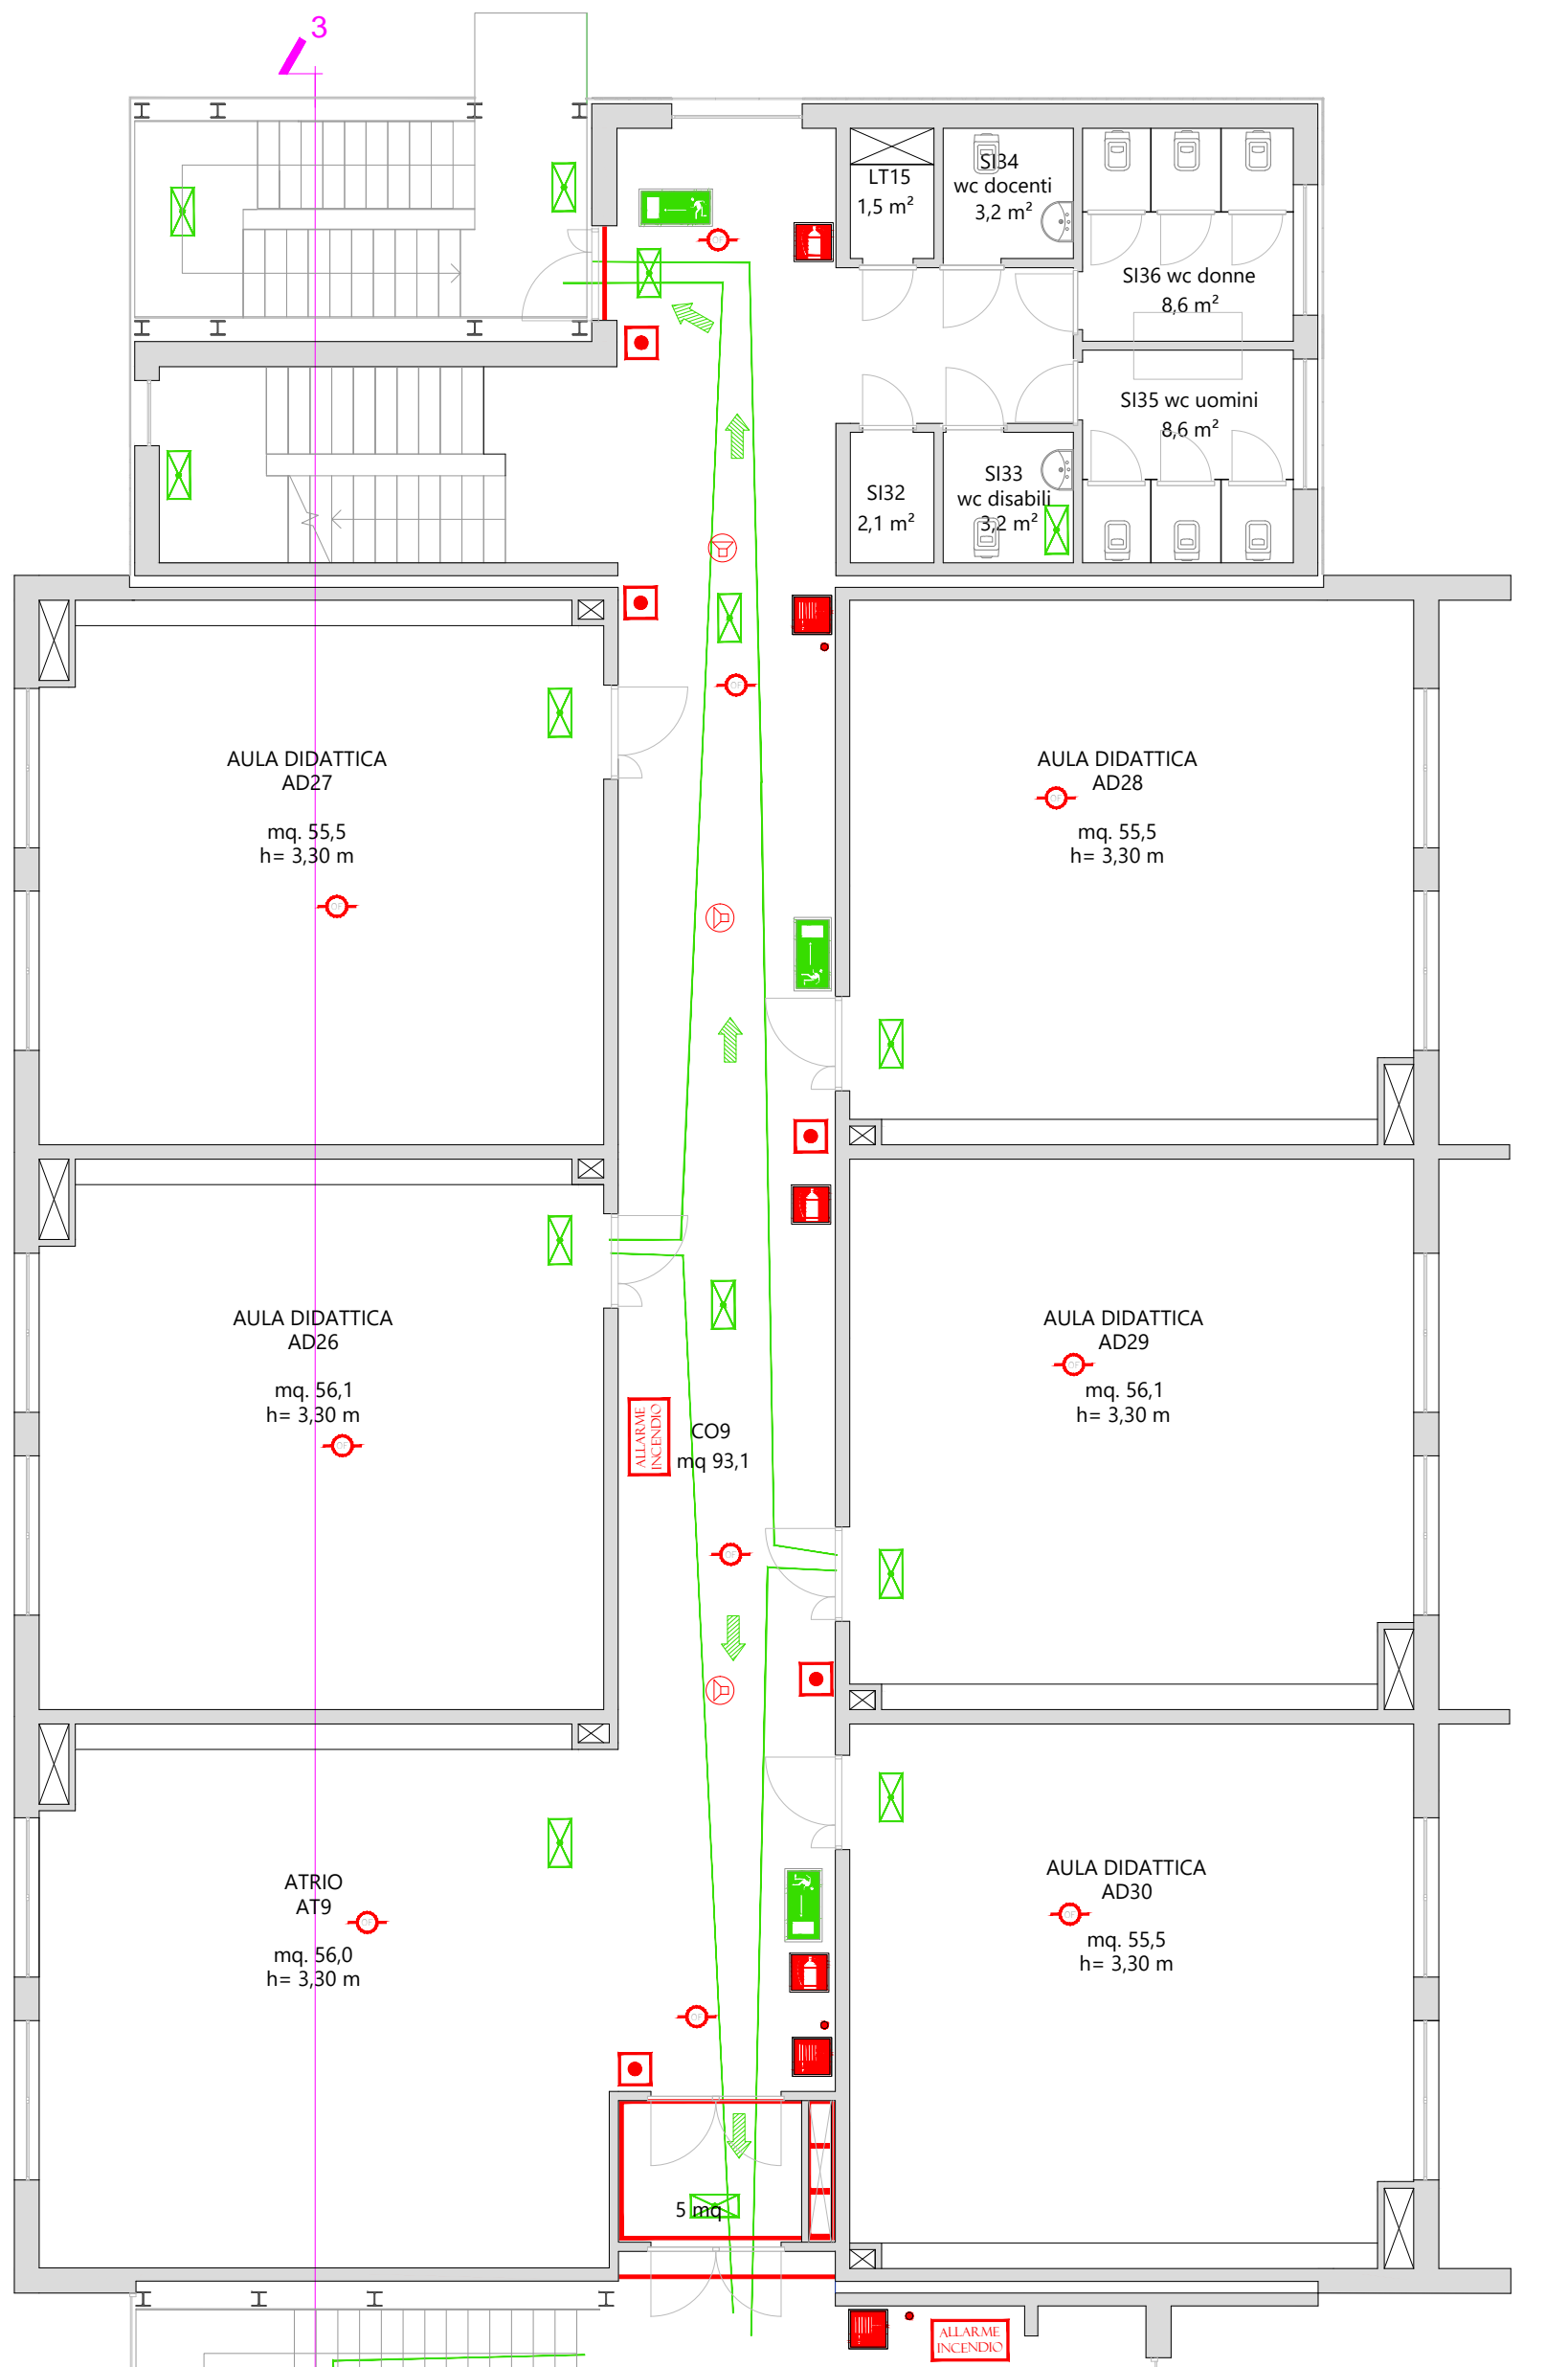 3
LT15
1,5 m²
SI34
wc docenti
3,2 m²
SI36 wc donne
8,6 m²
SI35 wc uomini
8,6 m²
SI32
2,1 m²
SI33
wc disabili
3,2 m²
AULA DIDATTICA
AD27
mq. 55,5
h= 3,30 m
AULA DIDATTICA
AD28
mq. 55,5
h= 3,30 m
AULA DIDATTICA
AD26
mq. 56,1
h= 3,30 m
ALLARME
INCENDIO
CO9
mq 93,1
AULA DIDATTICA
AD29
mq. 56,1
h= 3,30 m
ATRIO
AT9
mq. 56,0
h= 3,30 m
AULA DIDATTICA
AD30
mq. 55,5
h= 3,30 m
5 mq
ALLARME
INCENDIO